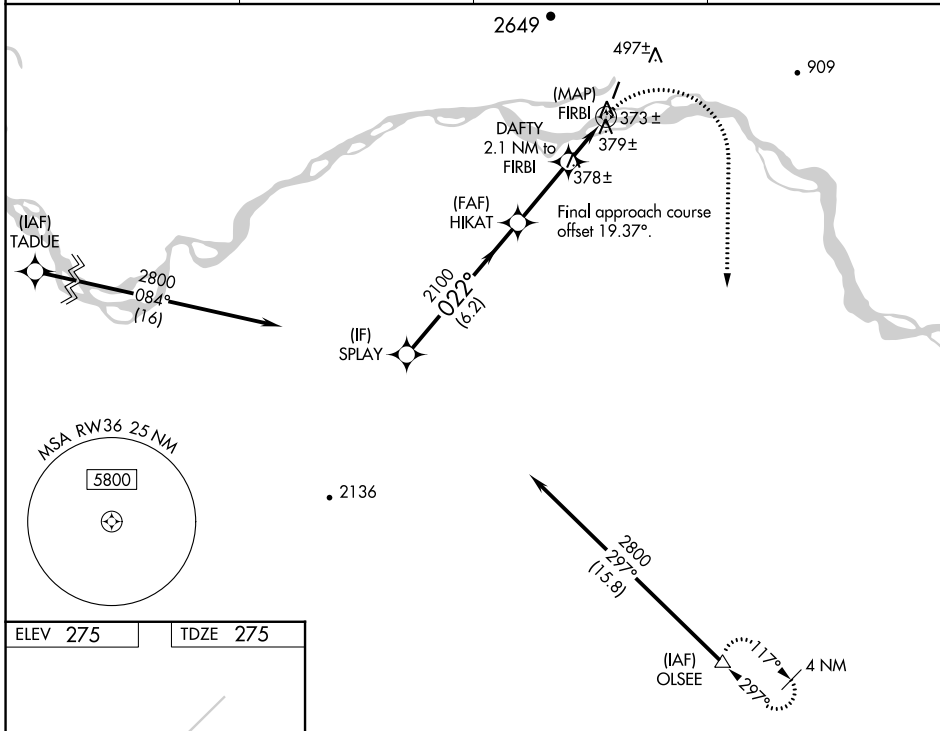 2649
497±
909
(MAP)
FIRBI
373±
DAFTY
2.1 NM to
FIRBI
379±
378±
(FAF)
HIKAT
Final approach course
offset 19.37°.
(IAF)
TADUE
2800
084°
(16)
2100
022°
(6.2)
(IF)
SPLAY
MSA RW36 25 NM
5800
2136
2800
297°
(15.8)
(IAF)
OLSEE
117°
4 NM
297°
ELEV 275
TDZE 275